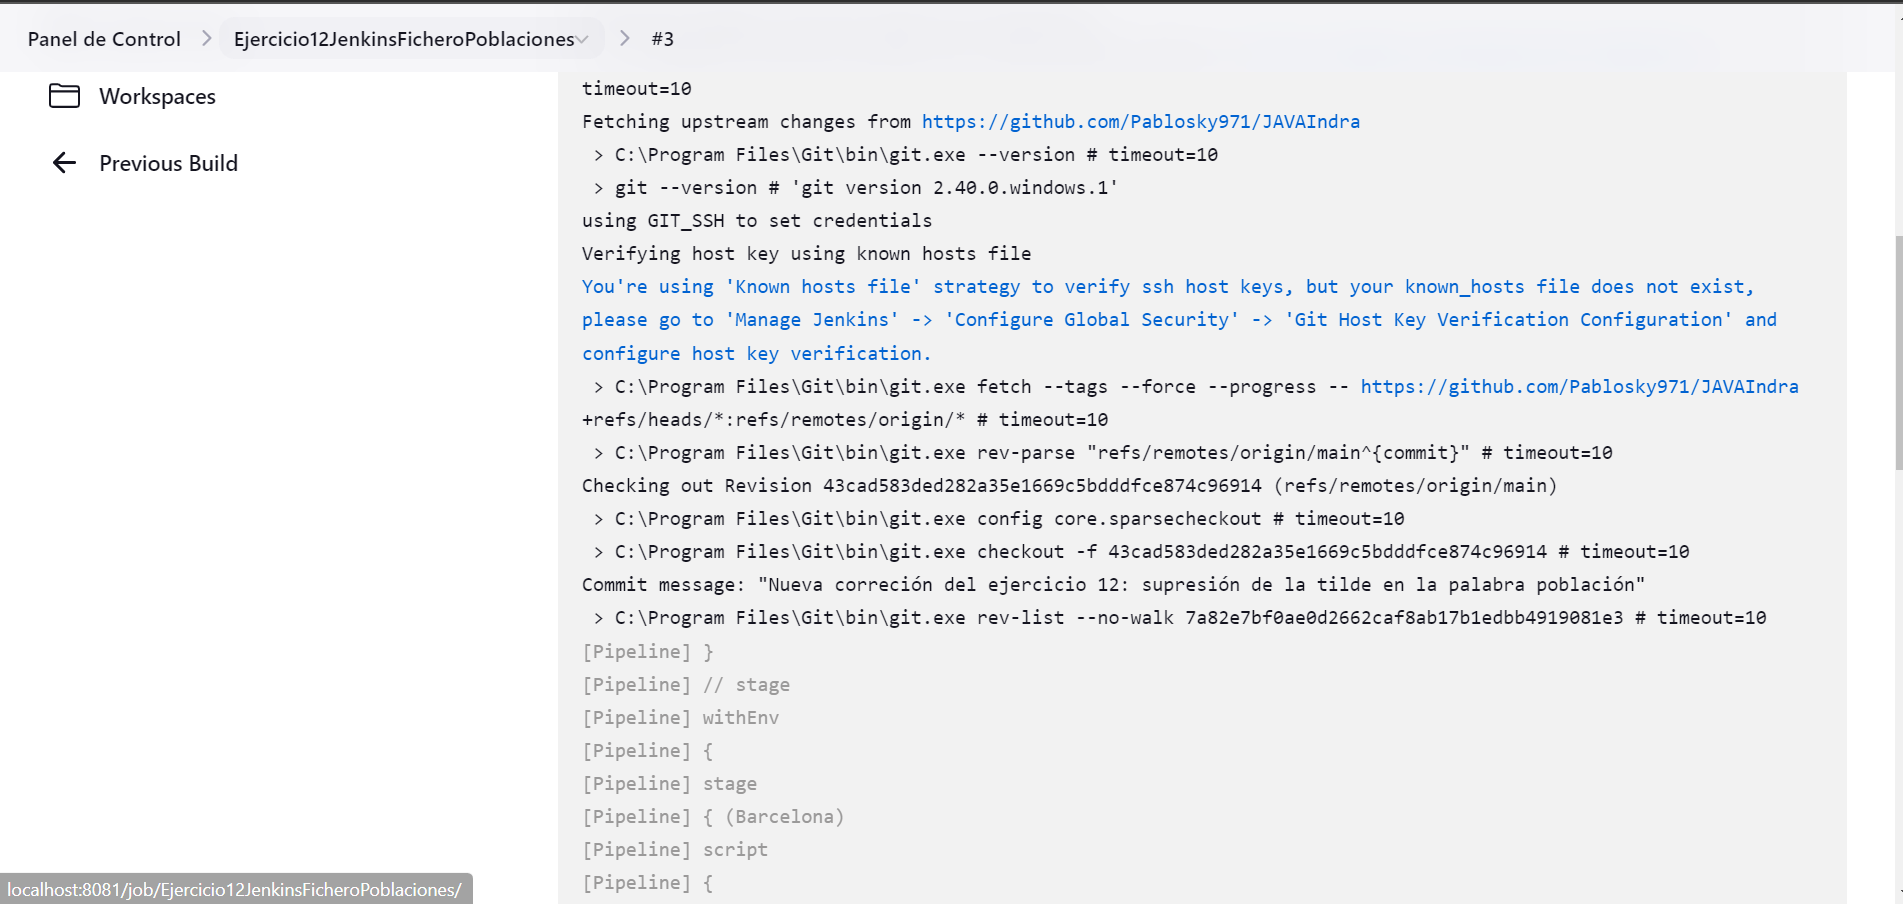 Panel de Control > Ejercicio12JenkinsFicheroPoblaciones > #3
Workspaces
Previous Build
timeout=10
Fetching upstream changes from https://github.com/Pablosky971/JAVAIndra
> C:\Program Files\Git\bin\git.exe --version # timeout=10
> git --version # 'git version 2.40.0.windows.1'
using GIT_SSH to set credentials
Verifying host key using known hosts file
You're using 'Known hosts file' strategy to verify ssh host keys, but your known_hosts file does not exist,
please go to 'Manage Jenkins' -> 'Configure Global Security' -> 'Git Host Key Verification Configuration' and
configure host key verification.
> C:\Program Files\Git\bin\git.exe fetch --tags --force --progress -- https://github.com/Pablosky971/JAVAIndra
+refs/heads/*:refs/remotes/origin/* # timeout=10
> C:\Program Files\Git\bin\git.exe rev-parse "refs/remotes/origin/main^{commit}" # timeout=10
Checking out Revision 43cad583ded282a35e1669c5bdddfce874c96914 (refs/remotes/origin/main)
> C:\Program Files\Git\bin\git.exe config core.sparsecheckout # timeout=10
> C:\Program Files\Git\bin\git.exe checkout -f 43cad583ded282a35e1669c5bdddfce874c96914 # timeout=10
Commit message: "Nueva correción del ejercicio 12: supresión de la tilde en la palabra población"
> C:\Program Files\Git\bin\git.exe rev-list --no-walk 7a82e7bf0ae0d2662caf8ab17b1edbb4919081e3 # timeout=10
[Pipeline] }
[Pipeline] // stage
[Pipeline] withEnv
[Pipeline] {
[Pipeline] stage
[Pipeline] { (Barcelona)
[Pipeline] script
[Pipeline] {
localhost:8081/job/Ejercicio12JenkinsFicheroPoblaciones/